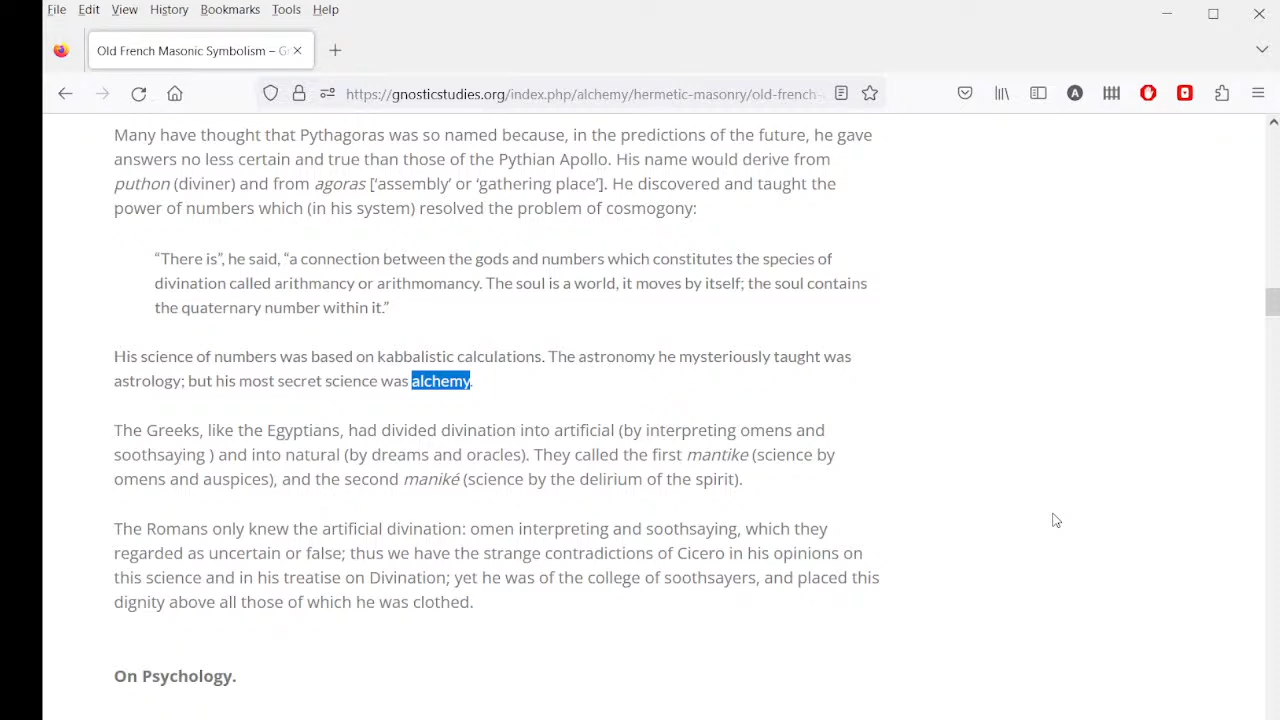 File Edit View History Bookmarks Tools Help
Old French Masonic Symbolism – G
https://gnosticstudies.org/index.php/alchemy/hermetic-masonry/old-french-
Many have thought that Pythagoras was so named because, in the predictions of the future, he gave
answers no less certain and true than those of the Pythian Apollo. His name would derive from
puthon (diviner) and from agoras [‘assembly’ or ‘gathering place’]. He discovered and taught the
power of numbers which (in his system) resolved the problem of cosmogony:
“There is”, he said, “a connection between the gods and numbers which constitutes the species of
divination called arithmancy or arithmomancy. The soul is a world, it moves by itself; the soul contains
the quaternary number within it.”
His science of numbers was based on kabbalistic calculations. The astronomy he mysteriously taught was
astrology; but his most secret science was alchemy.
The Greeks, like the Egyptians, had divided divination into artificial (by interpreting omens and
soothsaying ) and into natural (by dreams and oracles). They called the first mantike (science by
omens and auspices), and the second maniké (science by the delirium of the spirit).
The Romans only knew the artificial divination: omen interpreting and soothsaying, which they
regarded as uncertain or false; thus we have the strange contradictions of Cicero in his opinions on
this science and in his treatise on Divination; yet he was of the college of soothsayers, and placed this
dignity above all those of which he was clothed.
On Psychology.